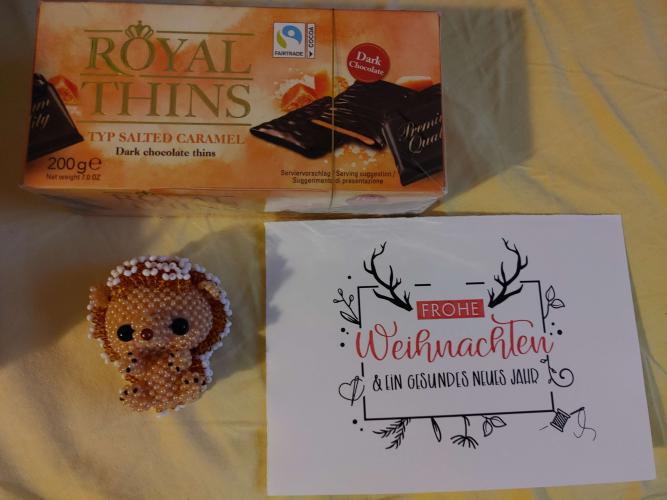 ROYAL
THINS
TYP SALTED CARAMEL
Dark chocolate thins
200g℮
Net weight 7.0 OZ
FAIRTRADE
COCOA
Dark
Chocolate
Premium
Quality
Serviervorschlag / Serving suggestion /
Suggerimento di presentazione
FROHE
Weihnachten
& EIN GESUNDES NEUES JAHR